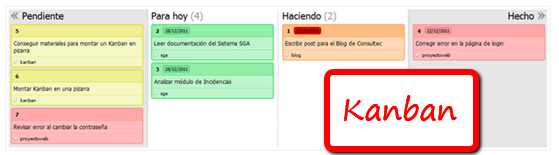 « Pendiente
5
Conseguir materiales para montar un Kanban en pizarra
kanban
6
Montar Kanban en una pizarra
kanban
7
Revisar error al cambiar la contraseña
proyectoweb
Para hoy (4)
2 28/12/2011
Leer documentación del Sistema SGA
sga
3 28/12/2011
Analizar módulo de Incidencias
sga
Haciendo (2)
1
Escribir post para el Blog de Consultec
blog
Hecho »
4 22/12/2011
Corregir error en la página de login
proyectoweb
Kanban